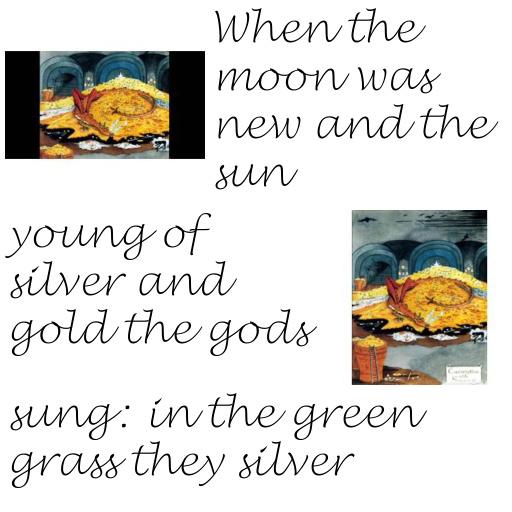 When the
moon was
new and the
sun
young of
silver and
gold the gods
sung: in the green
grass they silver